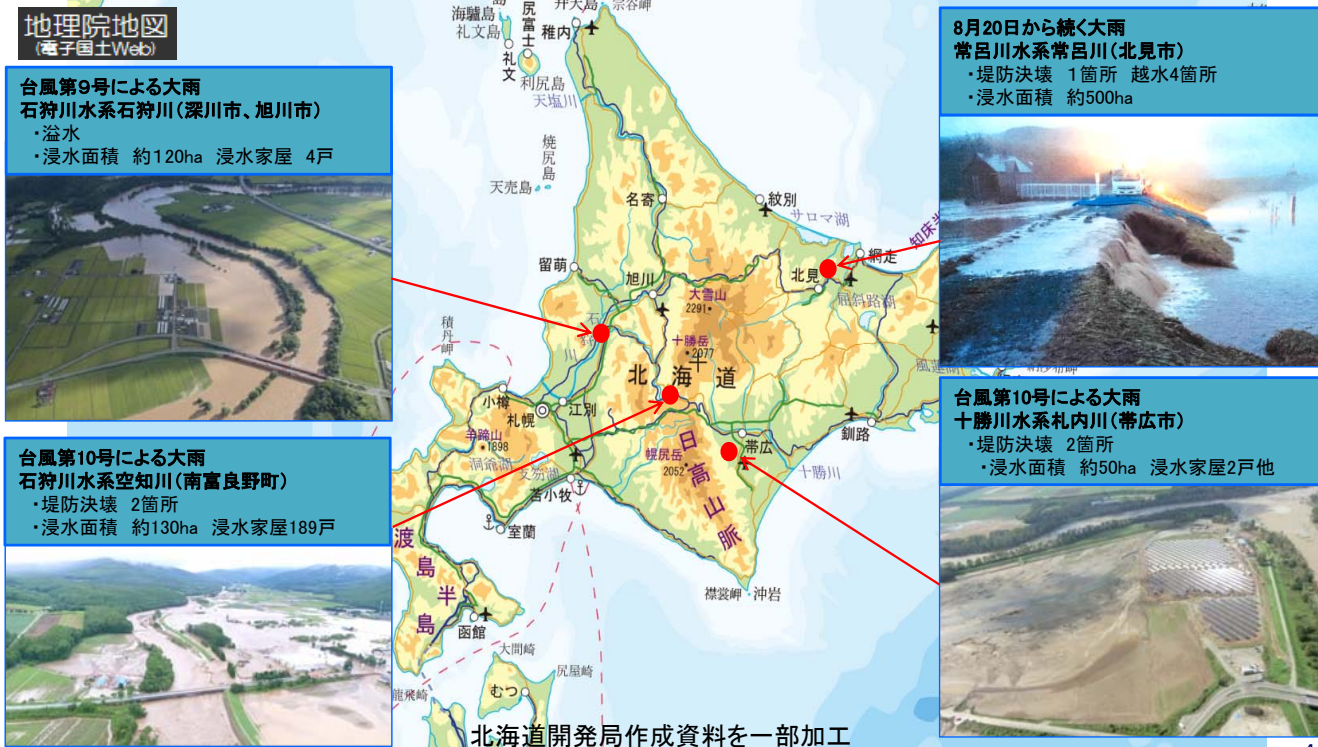 地理院地図
(電子国土Web)
台風第9号による大雨
石狩川水系石狩川(深川市、旭川市)
・溢水
・浸水面積 約120ha 浸水家屋 4戸
台風第10号による大雨
石狩川水系空知川(南富良野町)
・堤防決壊 2箇所
・浸水面積 約130ha 浸水家屋189戸
8月20日から続く大雨
常呂川水系常呂川(北見市)
・堤防決壊 1箇所 越水4箇所
・浸水面積 約500ha
台風第10号による大雨
十勝川水系札内川(帯広市)
・堤防決壊 2箇所
・浸水面積 約50ha 浸水家屋2戸他
海驢島
礼文島
礼文
尻富士
利尻島
弁天島
宗谷岬
稚内
天塩川
焼尻島
天売島
名寄
紋別
サロマ湖
網走
留萌
旭川
北見
大雪山
2291
屈斜路湖
石狩川
十勝岳
2077
北海道
積丹岬
小樽
札幌
江別
羊蹄山
1898
洞爺湖
支笏湖
苫小牧
室蘭
幌尻岳
2052
日高山脈
帯広
十勝川
釧路
風蓮湖
襟裳岬
沖岩
渡島半島
函館
大間崎
尻屋崎
龍飛崎
むつ
北海道開発局作成資料を一部加工